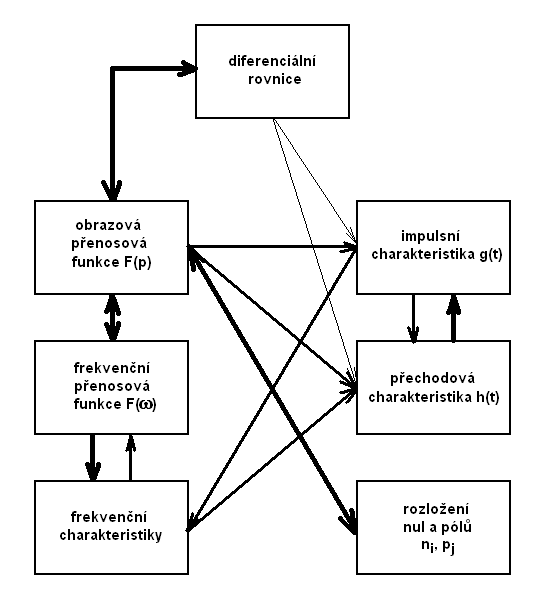 diferenciální
rovnice
obrazová
přenosová
funkce F(p)
impulsní
charakteristika g(t)
frekvenční
přenosová
funkce F(ω)
přechodová
charakteristika h(t)
frekvenční
charakteristiky
rozložení
nul a pólů
nᵢ, pⱼ